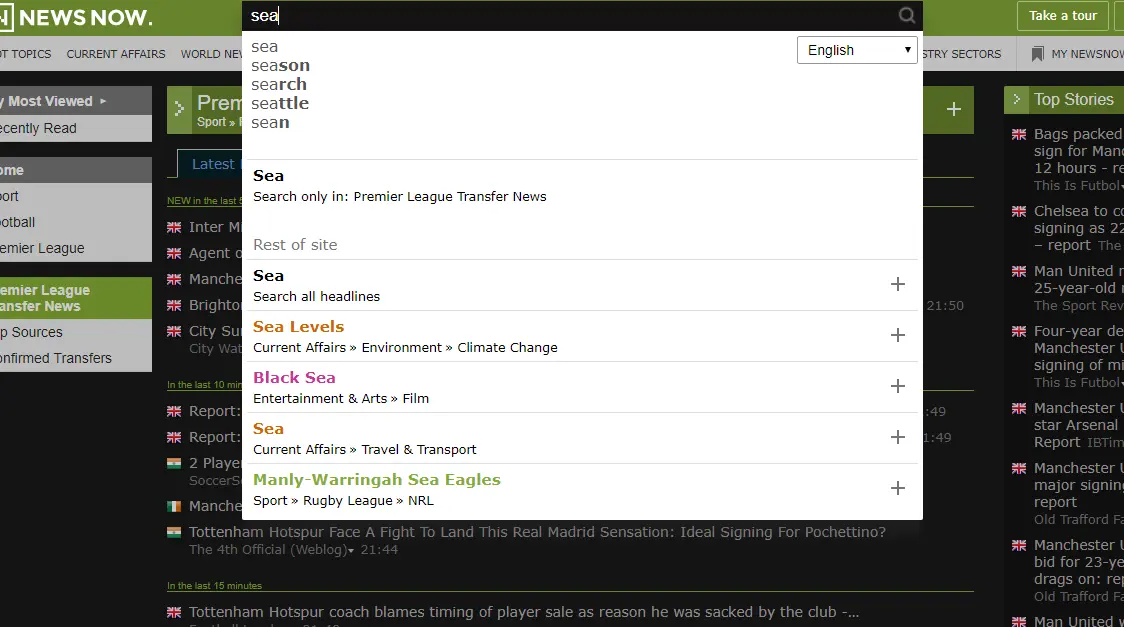 NEWS NOW.
sea
Take a tour
OT TOPICS CURRENT AFFAIRS WORLD NEW
English
STRY SECTORS
MY NEWSNOW
sea
season
search
seattle
sean
y Most Viewed ▸
ecently Read
Prem
Sport »
+
Top Stories
Latest
Sea
Search only in: Premier League Transfer News
Rest of site
Sea
Search all headlines
+
Sea Levels
Current Affairs » Environment » Climate Change
+
Black Sea
Entertainment & Arts » Film
+
Sea
Current Affairs » Travel & Transport
+
Manly-Warringah Sea Eagles
Sport » Rugby League » NRL
+
ome
port
ootball
emier League
emier League
ansfer News
p Sources
onfirmed Transfers
NEW in the last 5
Inter M
Agent o
Manche
Brighton
21:50
City Su
City Wat
In the last 10 min
Report:
:49
Report:
1:49
2 Player
SoccerSo
Manche
Tottenham Hotspur Face A Fight To Land This Real Madrid Sensation: Ideal Signing For Pochettino?
The 4th Official (Weblog)▾ 21:44
In the last 15 minutes
Tottenham Hotspur coach blames timing of player sale as reason he was sacked by the club -...
Bags packed
sign for Manc
12 hours - re
This Is Futbol▾
Chelsea to co
signing as 22
– report The
Man United r
25-year-old r
The Sport Rev
Four-year de
Manchester U
signing of mi
This Is Futbol▾
Manchester U
star Arsenal
Report IBTim
Manchester U
major signing
report
Old Trafford Fa
Manchester U
bid for 23-ye
drags on: rep
Old Trafford Fa
Man United w